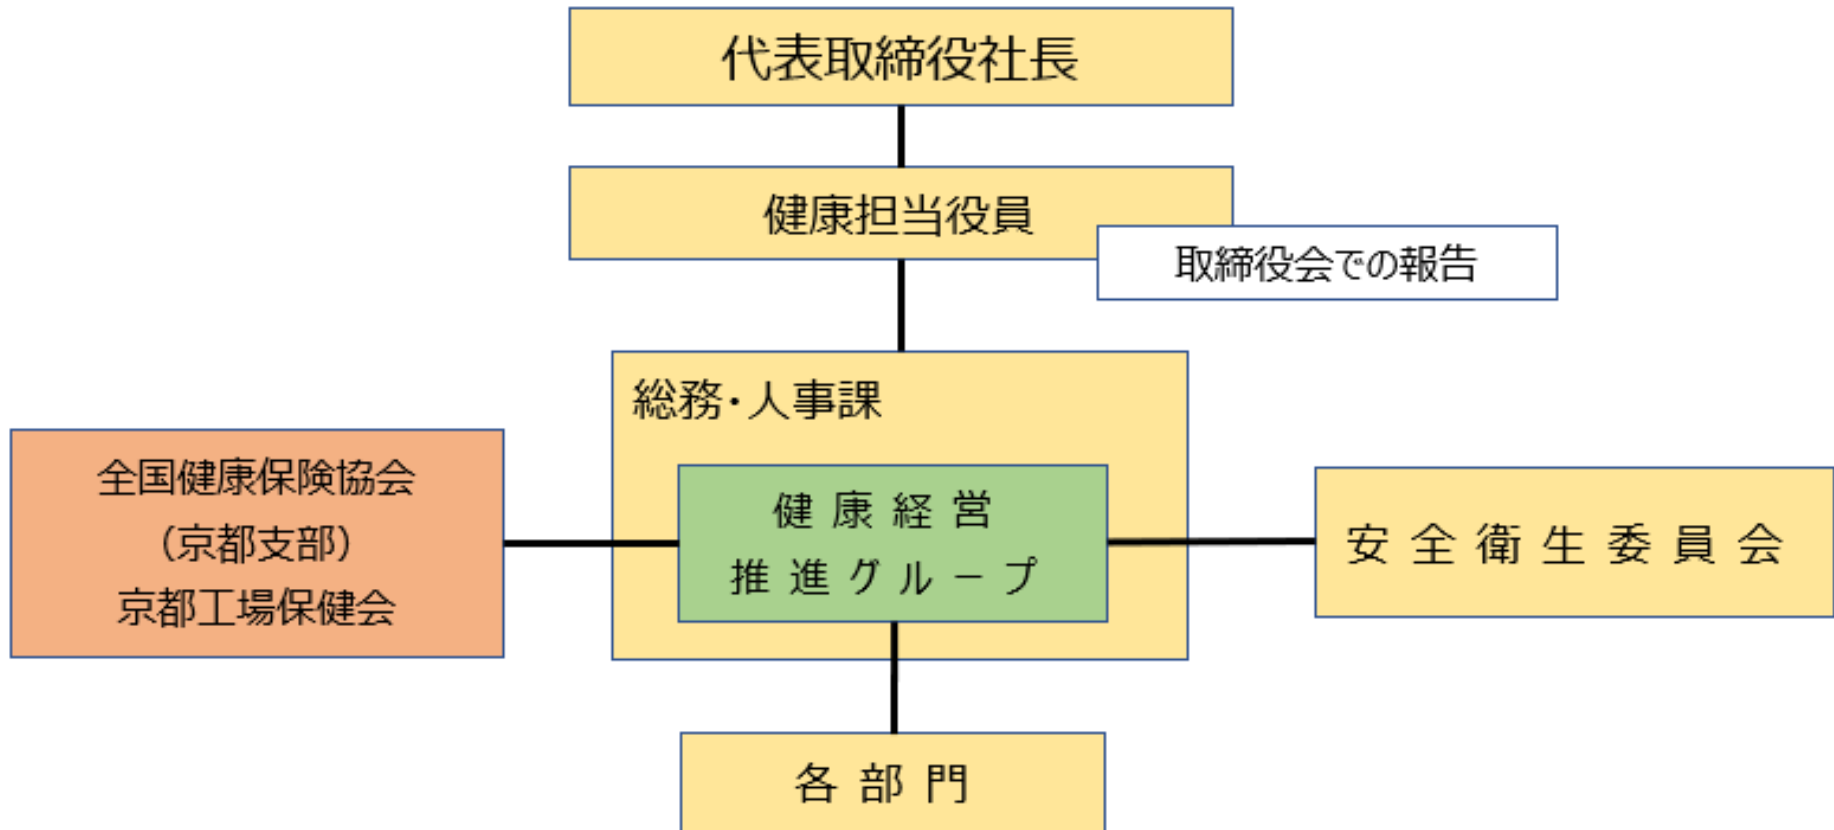 代表取締役社長
健康担当役員
取締役会での報告
総務・人事課
全国健康保険協会
（京都支部）
京都工場保健会
健康経営
推進グループ
安全衛生委員会
各部門